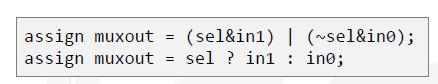 assign muxout = (sel&in1) | (~sel&in0);
assign muxout = sel ? in1 : in0;